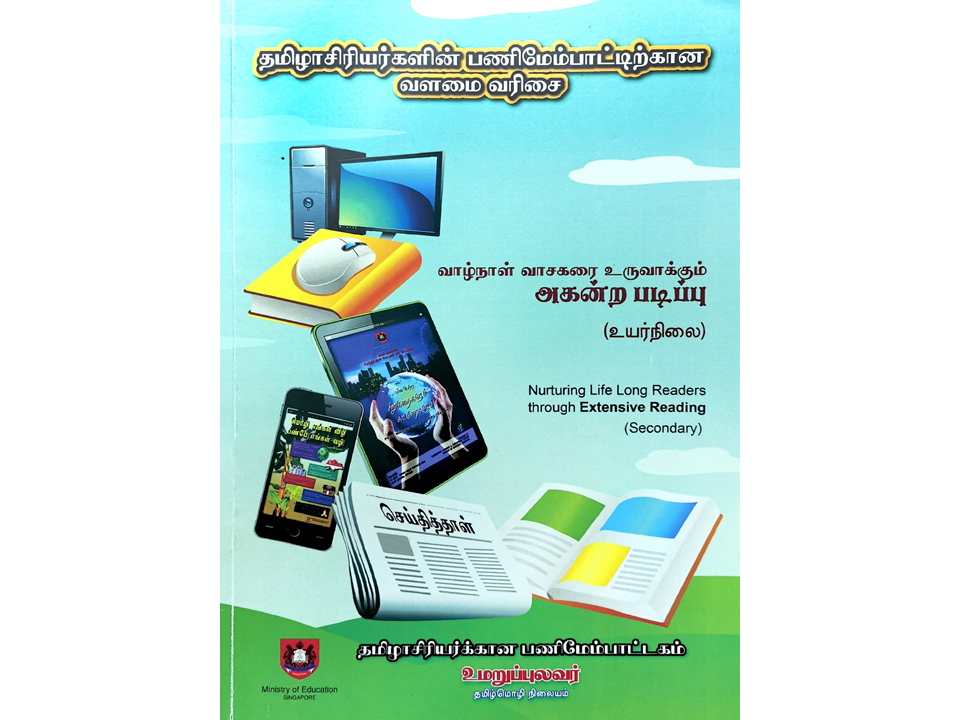 தமிழாசிரியர்களின் பணிமேம்பாட்டிற்கான
வளமை வரிசை
வாழ்நாள் வாசகரை உருவாக்கும்
அகன்ற படிப்பு
(உயர்நிலை)
Nurturing Life Long Readers
through Extensive Reading
(Secondary)
செய்தித்தாள்
தமிழாசிரியர்க்கான பணிமேம்பாட்டகம்
உமறுப்புலவர்
தமிழ்மொழி நிலையம்
Ministry of Education
SINGAPORE